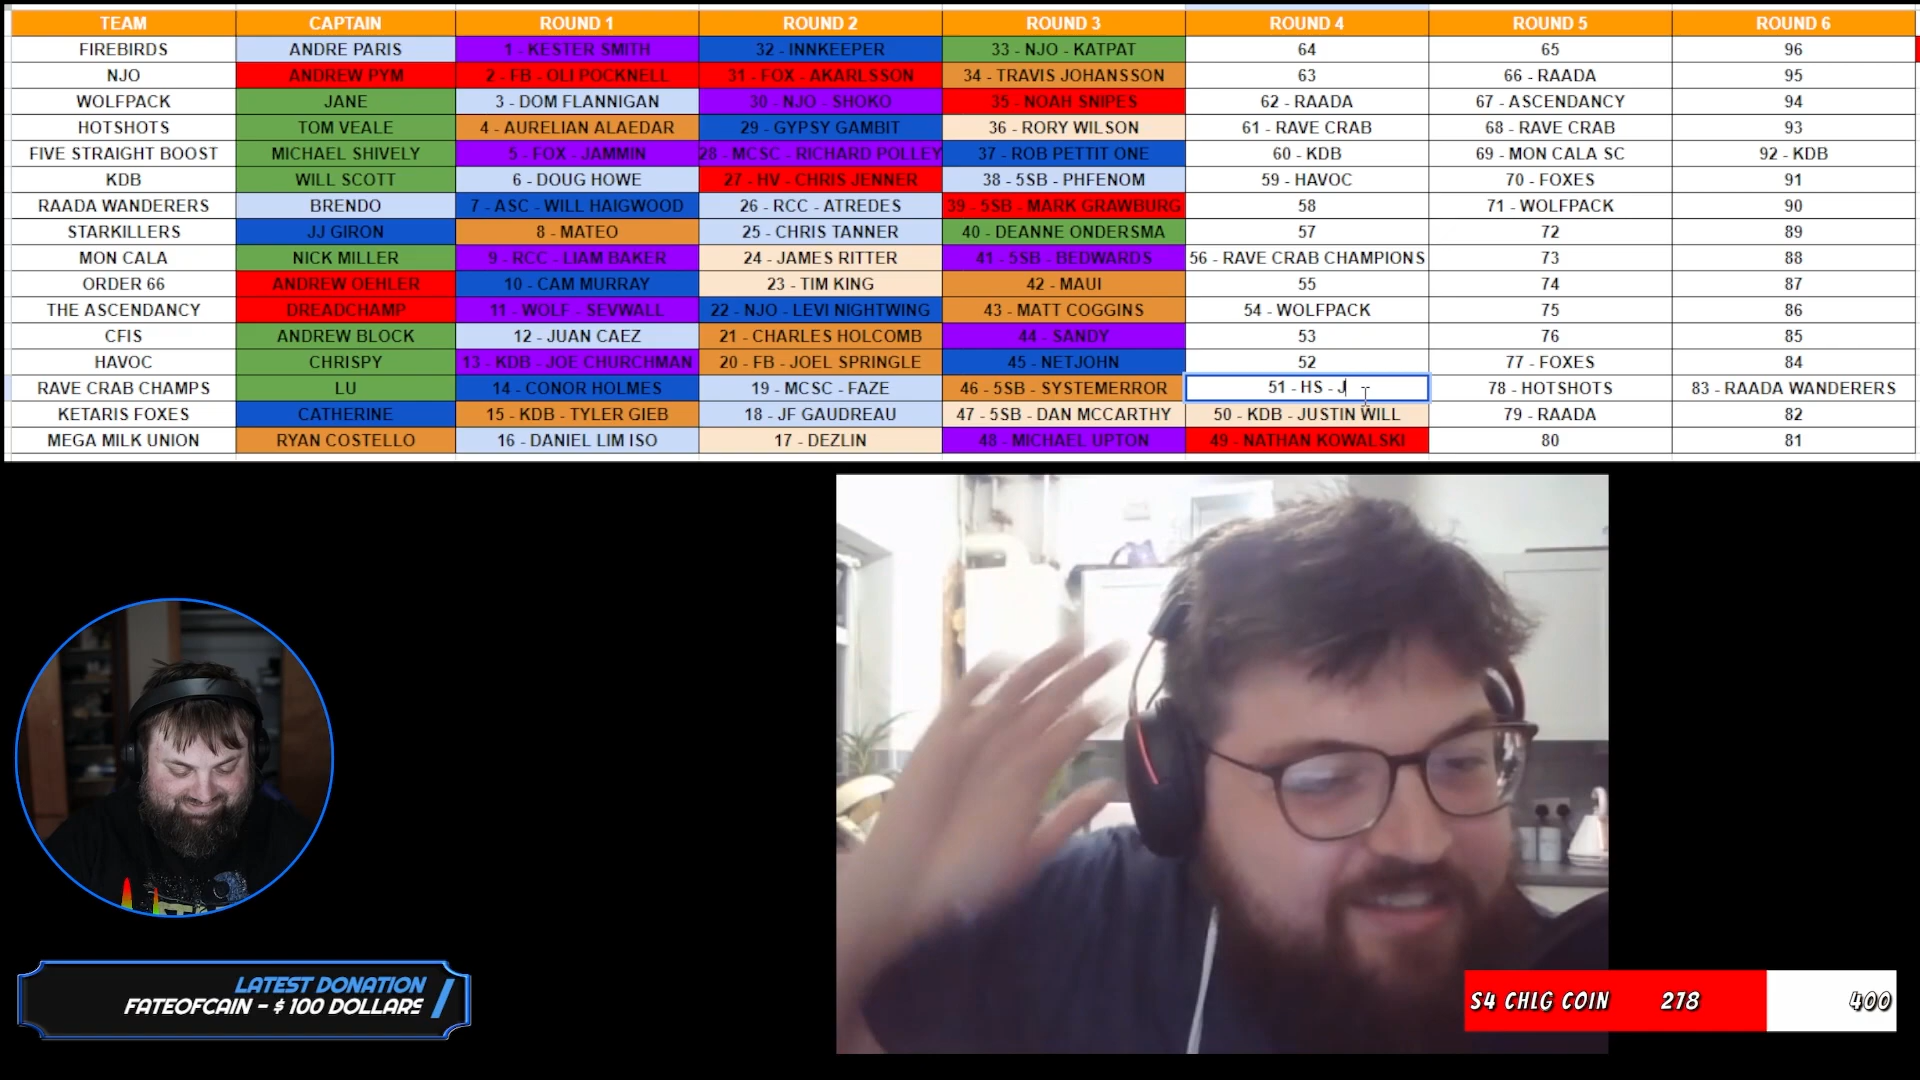 TEAM CAPTAIN ROUND 1 ROUND 2 ROUND 3 ROUND 4 ROUND 5 ROUND 6
FIREBIRDS ANDRE PARIS 1 - KESTER SMITH 32 - INNKEEPER 33 - NJO - KATPAT 64 65 96
NJO ANDREW PYM 2 - FB - OLI POCKNELL 31 - FOX - AKARLSSON 34 - TRAVIS JOHANSSON 63 66 - RAADA 95
WOLFPACK JANE 3 - DOM FLANNIGAN 30 - NJO - SHOKO 35 - NOAH SNIPES 62 - RAADA 67 - ASCENDANCY 94
HOTSHOTS TOM VEALE 4 - AURELIAN ALAEDAR 29 - GYPSY GAMBIT 36 - RORY WILSON 61 - RAVE CRAB 68 - RAVE CRAB 93
FIVE STRAIGHT BOOST MICHAEL SHIVELY 5 - FOX - JAMMIN 28 - MCSC - RICHARD POLLEY 37 - ROB PETTIT ONE 60 - KDB 69 - MON CALA SC 92 - KDB
KDB WILL SCOTT 6 - DOUG HOWE 27 - HV - CHRIS JENNER 38 - 5SB - PHFENOM 59 - HAVOC 70 - FOXES 91
RAADA WANDERERS BRENDO 7 - ASC - WILL HAIGWOOD 26 - RCC - ATREDES 39 - 5SB - MARK GRAWBURG 58 71 - WOLFPACK 90
STARKILLERS JJ GIRON 8 - MATEO 25 - CHRIS TANNER 40 - DEANNE ONDERSMA 57 72 89
MON CALA NICK MILLER 9 - RCC - LIAM BAKER 24 - JAMES RITTER 41 - 5SB - BEDWARDS 56 - RAVE CRAB CHAMPIONS 73 88
ORDER 66 ANDREW OEHLER 10 - CAM MURRAY 23 - TIM KING 42 - MAUI 55 74 87
THE ASCENDANCY DREADCHAMP 11 - WOLF - SEVWALL 22 - NJO - LEVI NIGHTWING 43 - MATT COGGINS 54 - WOLFPACK 75 86
CFIS ANDREW BLOCK 12 - JUAN CAEZ 21 - CHARLES HOLCOMB 44 - SANDY 53 76 85
HAVOC CHRISPY 13 - KDB - JOE CHURCHMAN 20 - FB - JOEL SPRINGLE 45 - NETJOHN 52 77 - FOXES 84
RAVE CRAB CHAMPS LU 14 - CONOR HOLMES 19 - MCSC - FAZE 46 - 5SB - SYSTEMERROR 51 - HS - J 78 - HOTSHOTS 83 - RAADA WANDERERS
KETARIS FOXES CATHERINE 15 - KDB - TYLER GIEB 18 - JF GAUDREAU 47 - 5SB - DAN MCCARTHY 50 - KDB - JUSTIN WILL 79 - RAADA 82
MEGA MILK UNION RYAN COSTELLO 16 - DANIEL LIM ISO 17 - DEZLIN 48 - MICHAEL UPTON 49 - NATHAN KOWALSKI 80 81
LATEST DONATION
FATEOFCAIN - $ 100 DOLLARS
S4 CHLG COIN 278 400